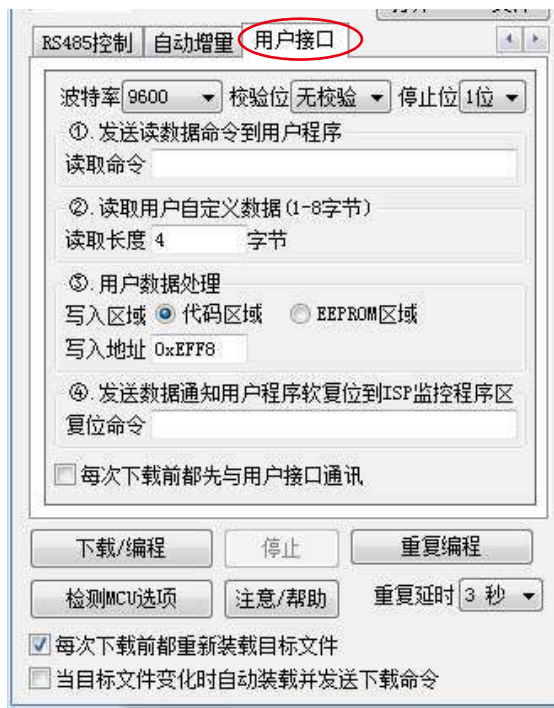 RS485控制 自动增量 用户接口
波特率 9600 校验位 无校验 停止位 1位
①. 发送读数据命令到用户程序
读取命令
②. 读取用户自定义数据(1-8字节)
读取长度 4 字节
③. 用户数据处理
写入区域 代码区域 EEPROM区域
写入地址 0xEFF8
④. 发送数据通知用户程序软复位到ISP监控程序区
复位命令
每次下载前都先与用户接口通讯
下载/编程 停止 重复编程
检测MCU选项 注意/帮助 重复延时 3 秒
每次下载前都重新装载目标文件
当目标文件变化时自动装载并发送下载命令